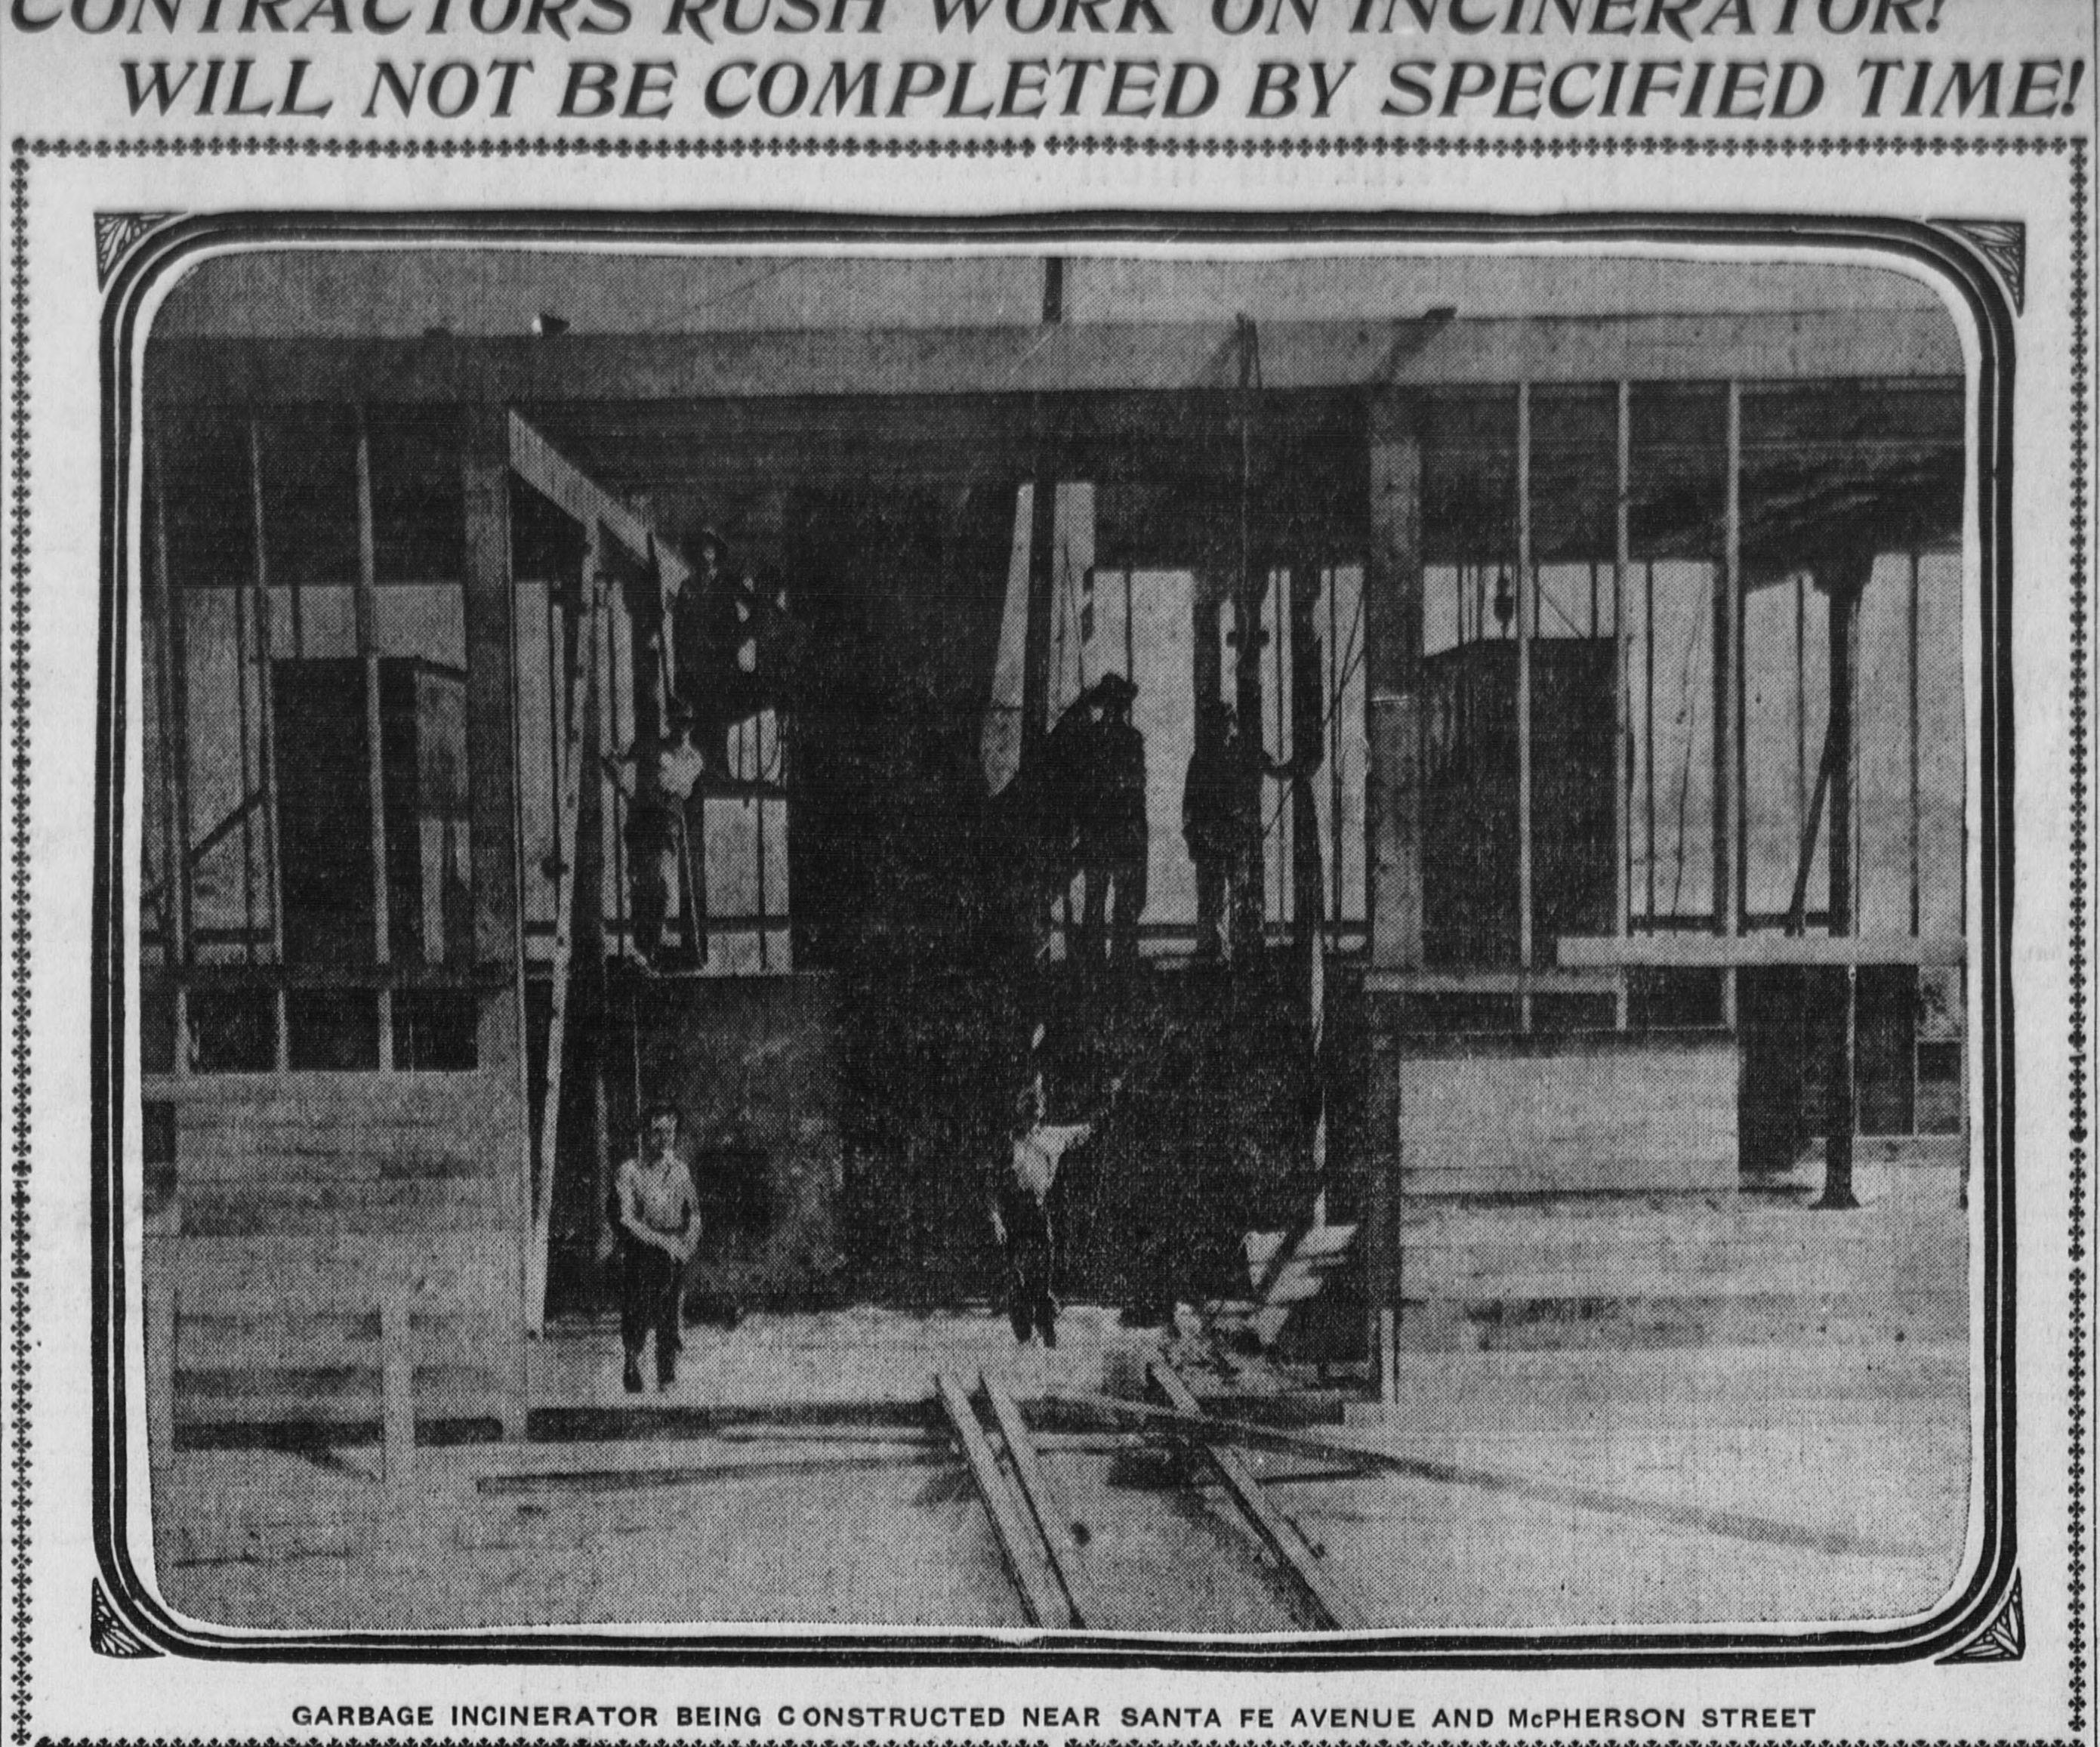 CONTRACTORS RUSH WORK ON INCINERATOR!
WILL NOT BE COMPLETED BY SPECIFIED TIME!
GARBAGE INCINERATOR BEING CONSTRUCTED NEAR SANTA FE AVENUE AND McPHERSON STREET